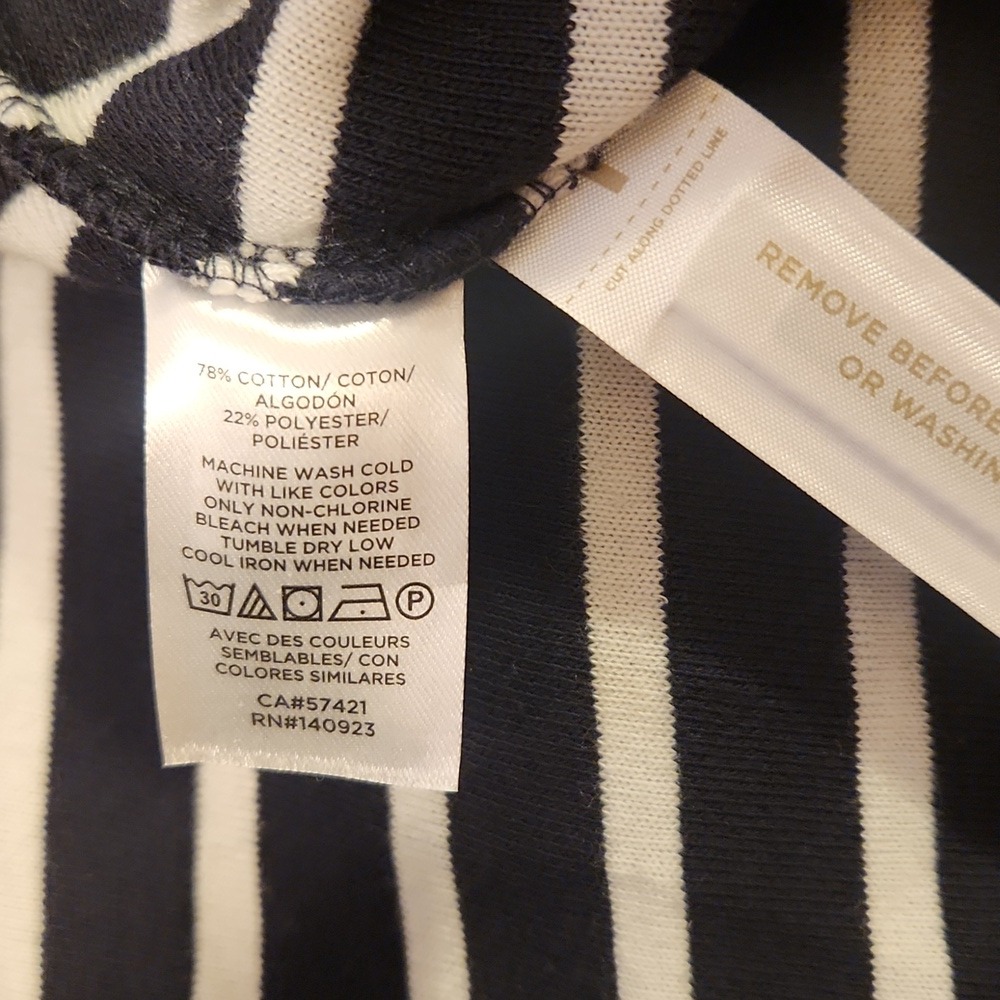 78% COTTON/ COTON/
ALGODÓN
22% POLYESTER/
POLIÉSTER
MACHINE WASH COLD
WITH LIKE COLORS
ONLY NON-CHLORINE
BLEACH WHEN NEEDED
TUMBLE DRY LOW
COOL IRON WHEN NEEDED
30 P
AVEC DES COULEURS
SEMBLABLES/ CON
COLORES SIMILARES
CA#57421
RN#140923
CUT ALONG DOTTED LINE
REMOVE BEFORE
OR WASHIN